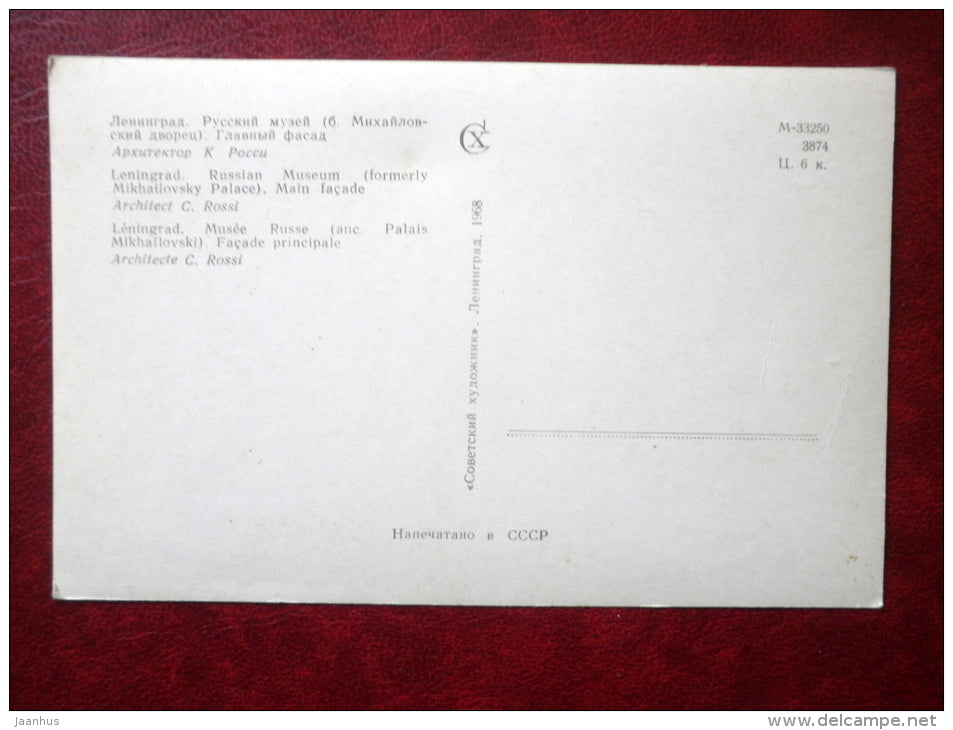 Ленинград. Русский музей (б. Михайлов-
ский дворец). Главный фасад
Архитектор К Росси
Leningrad. Russian Museum (formerly
Mikhailovsky Palace). Main façade
Architect C. Rossi
Léningrad. Musée Russe (anc. Palais
Mikhaïlovski). Façade principale
Architecte C. Rossi
«Советский художник». Ленинград. 1968
М-33250
3874
Ц. 6 к.
Напечатано в СССР
jaanhus
www.delcampe.net